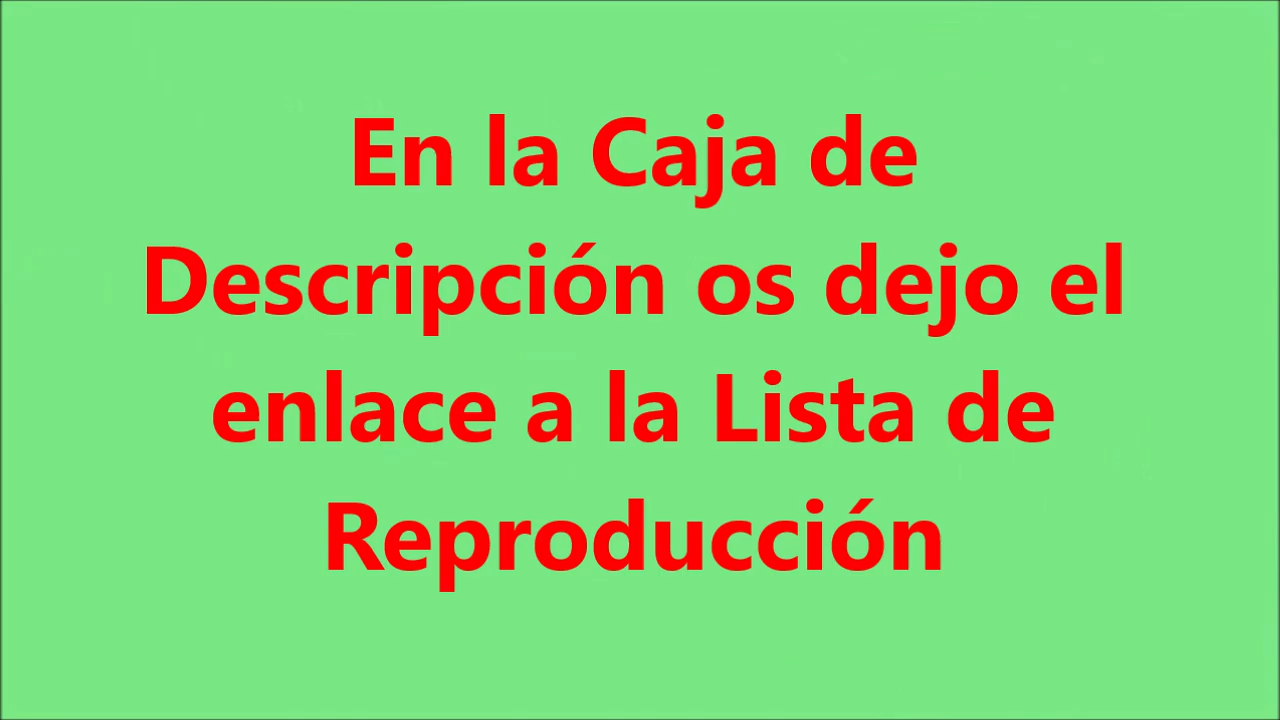 En la Caja de
Descripción os dejo el
enlace a la Lista de
Reproducción